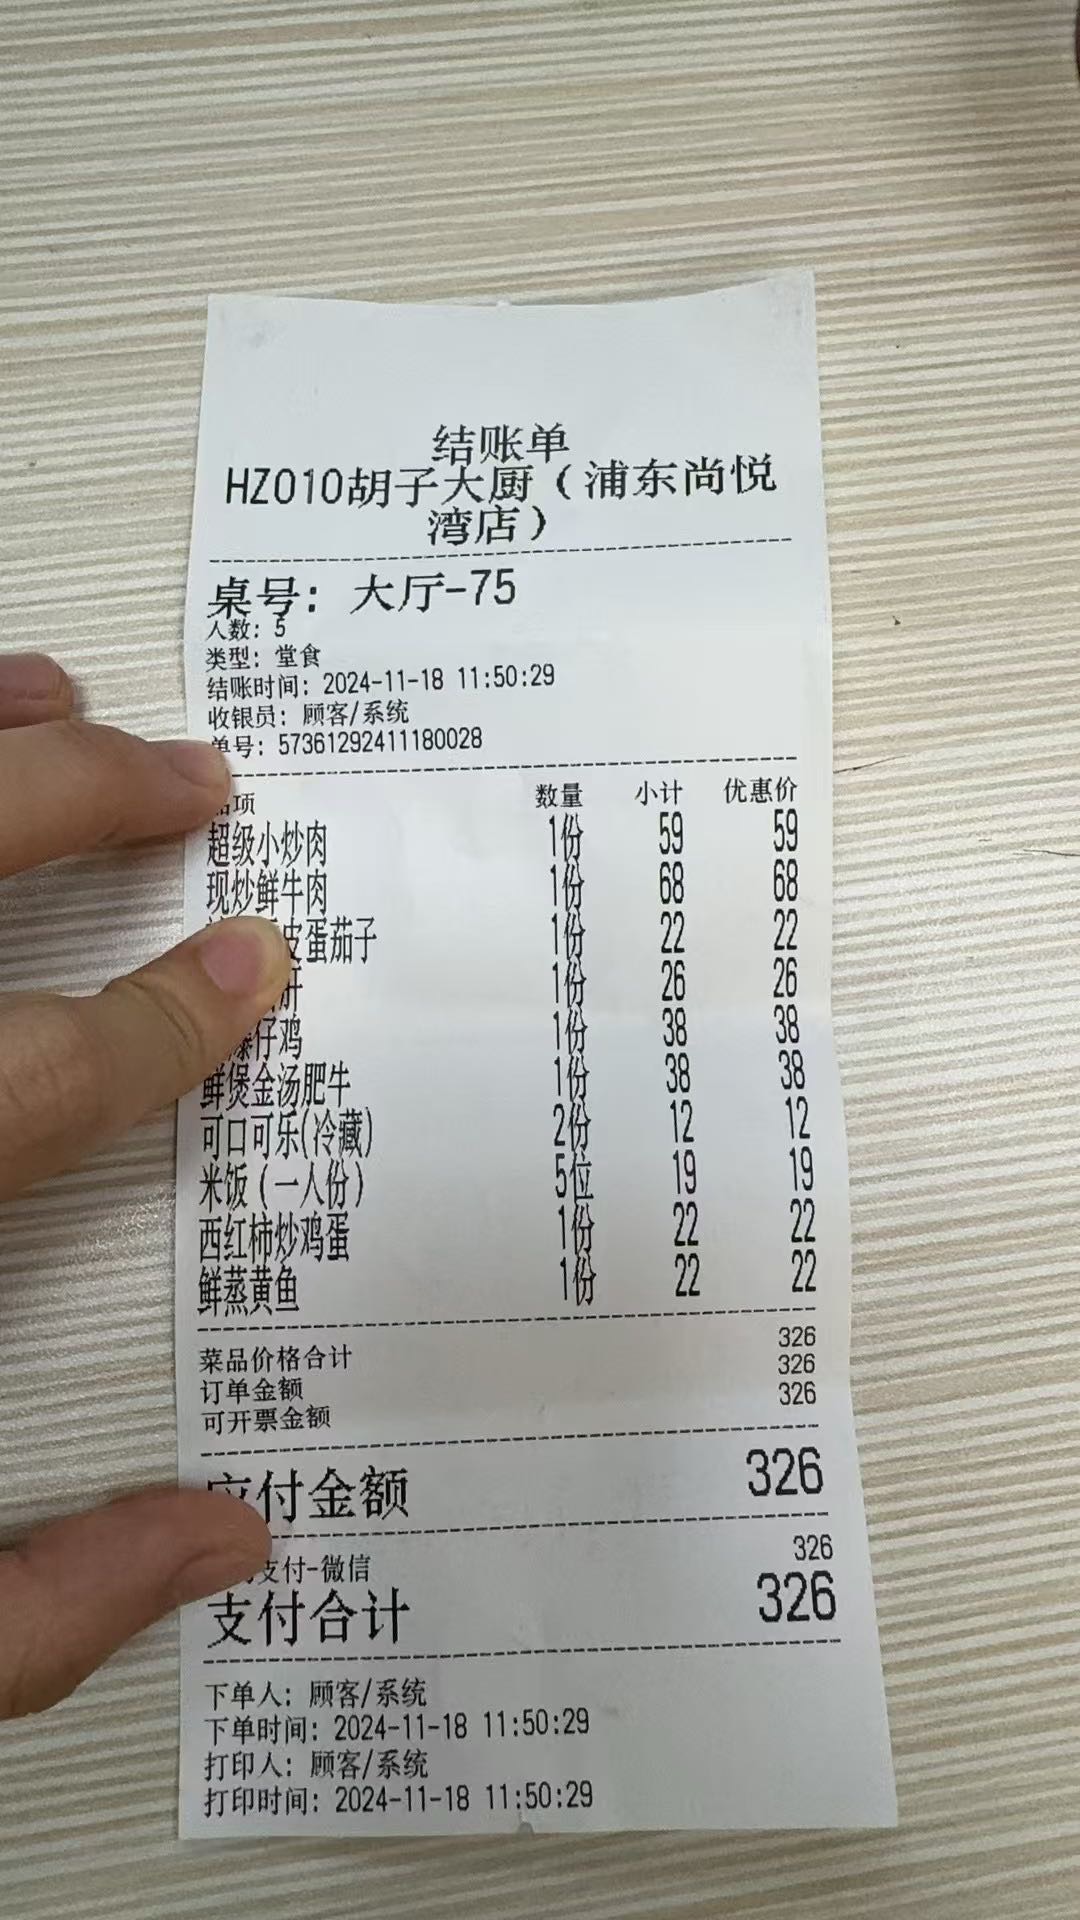 结账单
HZ010胡子大厨（浦东尚悦
湾店）
桌号：大厅-75
人数：5
类型：堂食
结账时间：2024-11-18 11:50:29
收银员：顾客/系统
单号：57361292411180028
项 数量 小计 优惠价
超级小炒肉 1份 59 59
现炒鲜牛肉 1份 68 68
皮蛋茄子 1份 22 22
肝 1份 26 26
爆仔鸡 1份 38 38
鲜煲金汤肥牛 1份 38 38
可口可乐(冷藏) 2份 12 12
米饭（一人份） 5位 19 19
西红柿炒鸡蛋 1份 22 22
鲜蒸黄鱼 1份 22 22
菜品价格合计 326
订单金额 326
可开票金额 326
应付金额 326
支付-微信 326
支付合计 326
下单人：顾客/系统
下单时间：2024-11-18 11:50:29
打印人：顾客/系统
打印时间：2024-11-18 11:50:29